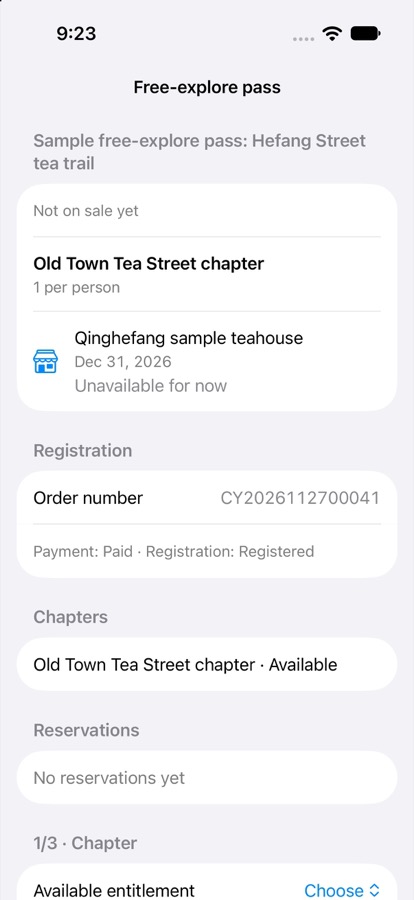 9:23
Free-explore pass
Sample free-explore pass: Hefang Street
tea trail
Not on sale yet
Old Town Tea Street chapter
1 per person
Qinghefang sample teahouse
Dec 31, 2026
Unavailable for now
Registration
Order number CY2026112700041
Payment: Paid · Registration: Registered
Chapters
Old Town Tea Street chapter · Available
Reservations
No reservations yet
1/3 · Chapter
Available entitlement Choose